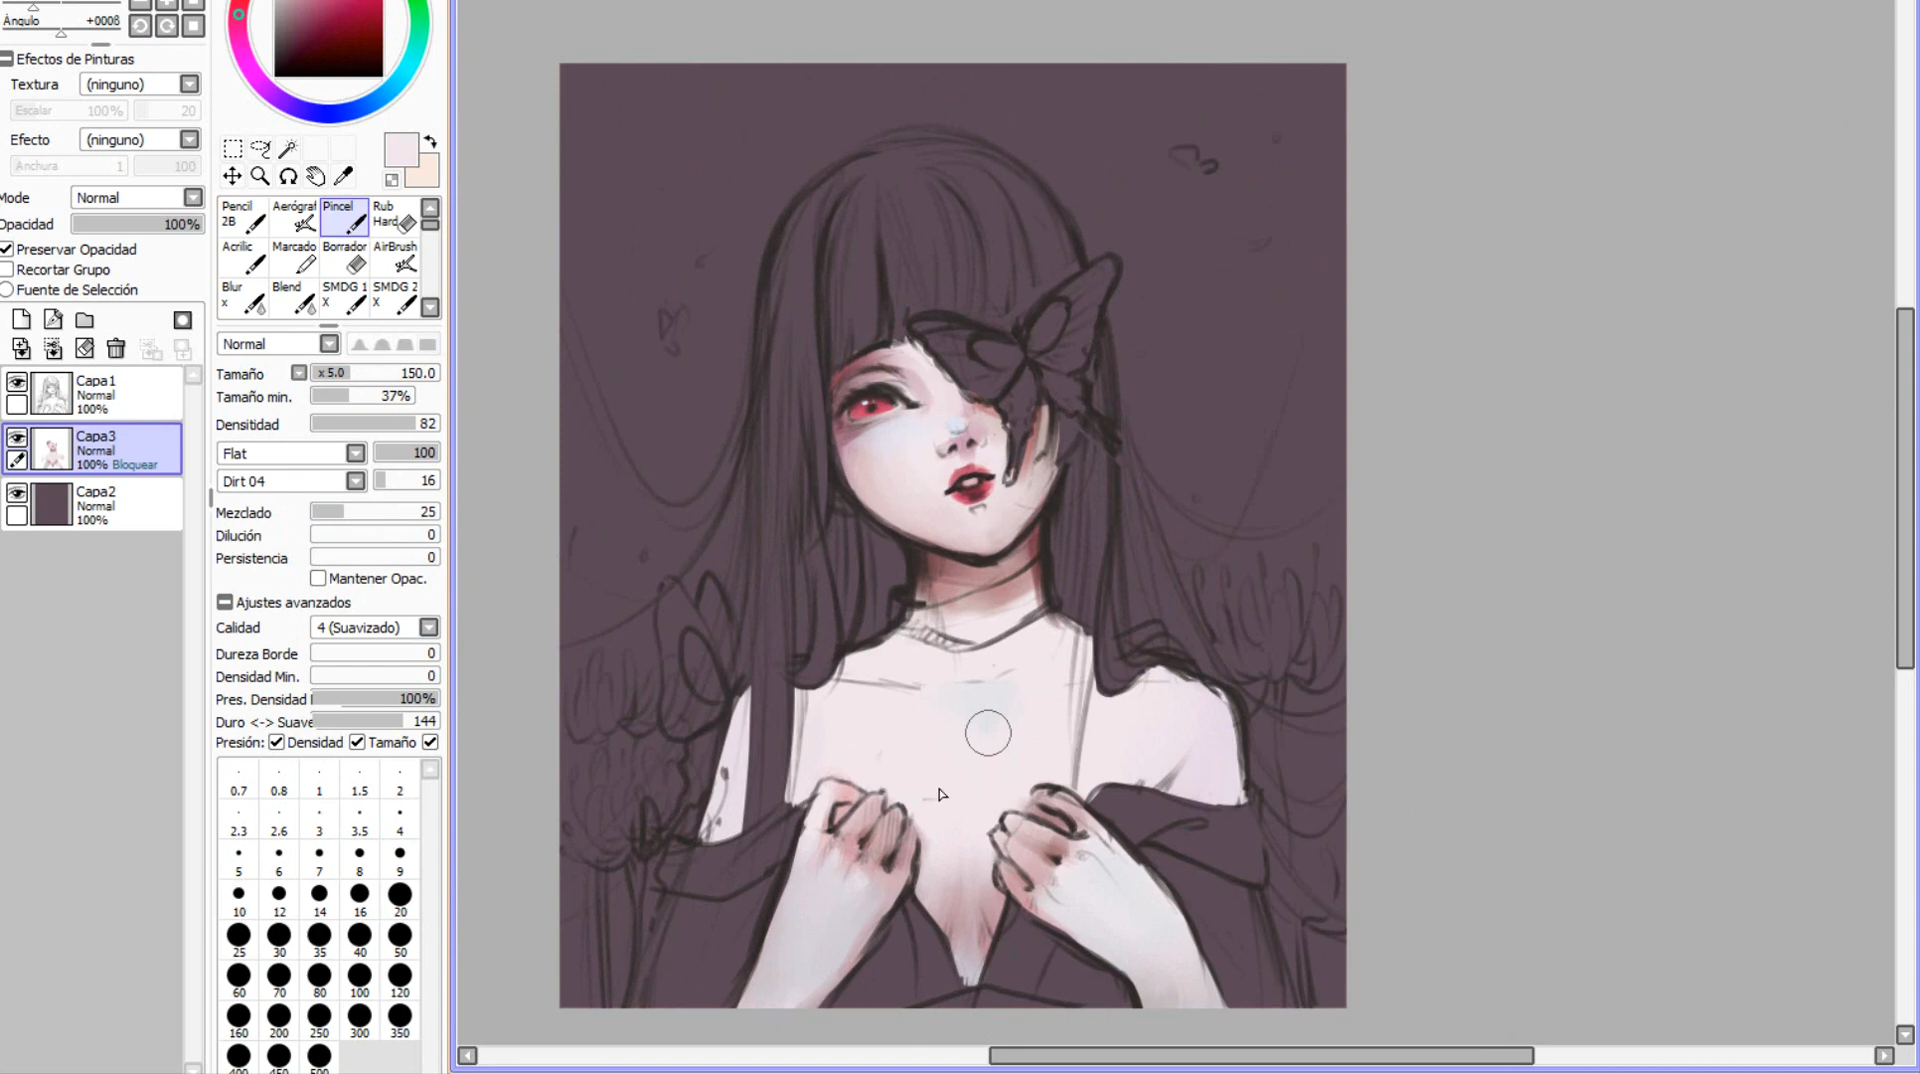 Ángulo +0008
Efectos de Pinturas
Textura (ninguno)
Escalar 100% 20
Efecto (ninguno)
Anchura 1 100
Modo Normal
Opacidad 100%
Preservar Opacidad
Recortar Grupo
Fuente de Selección
Capa1
Normal
100%
Capa3
Normal
100% Bloquear
Capa2
Normal
100%
Pencil 2B
Aerógraf
Pincel
Rub Hard
Acrilic
Marcado
Borrador
AirBrush
Blur x
Blend
SMDG 1 X
SMDG 2 X
Normal
Tamaño x 5.0 150.0
Tamaño min. 37%
Densitidad 82
Flat 100
Dirt 04 16
Mezclado 25
Dilución 0
Persistencia 0
Mantener Opac.
Ajustes avanzados
Calidad 4 (Suavizado)
Dureza Borde 0
Densidad Min. 0
Pres. Densidad 100%
Duro <-> Suave 144
Presión: Densidad Tamaño
0.7 0.8 1 1.5 2
2.3 2.6 3 3.5 4
5 6 7 8 9
10 12 14 16 20
25 30 35 40 50
60 70 80 100 120
160 200 250 300 350